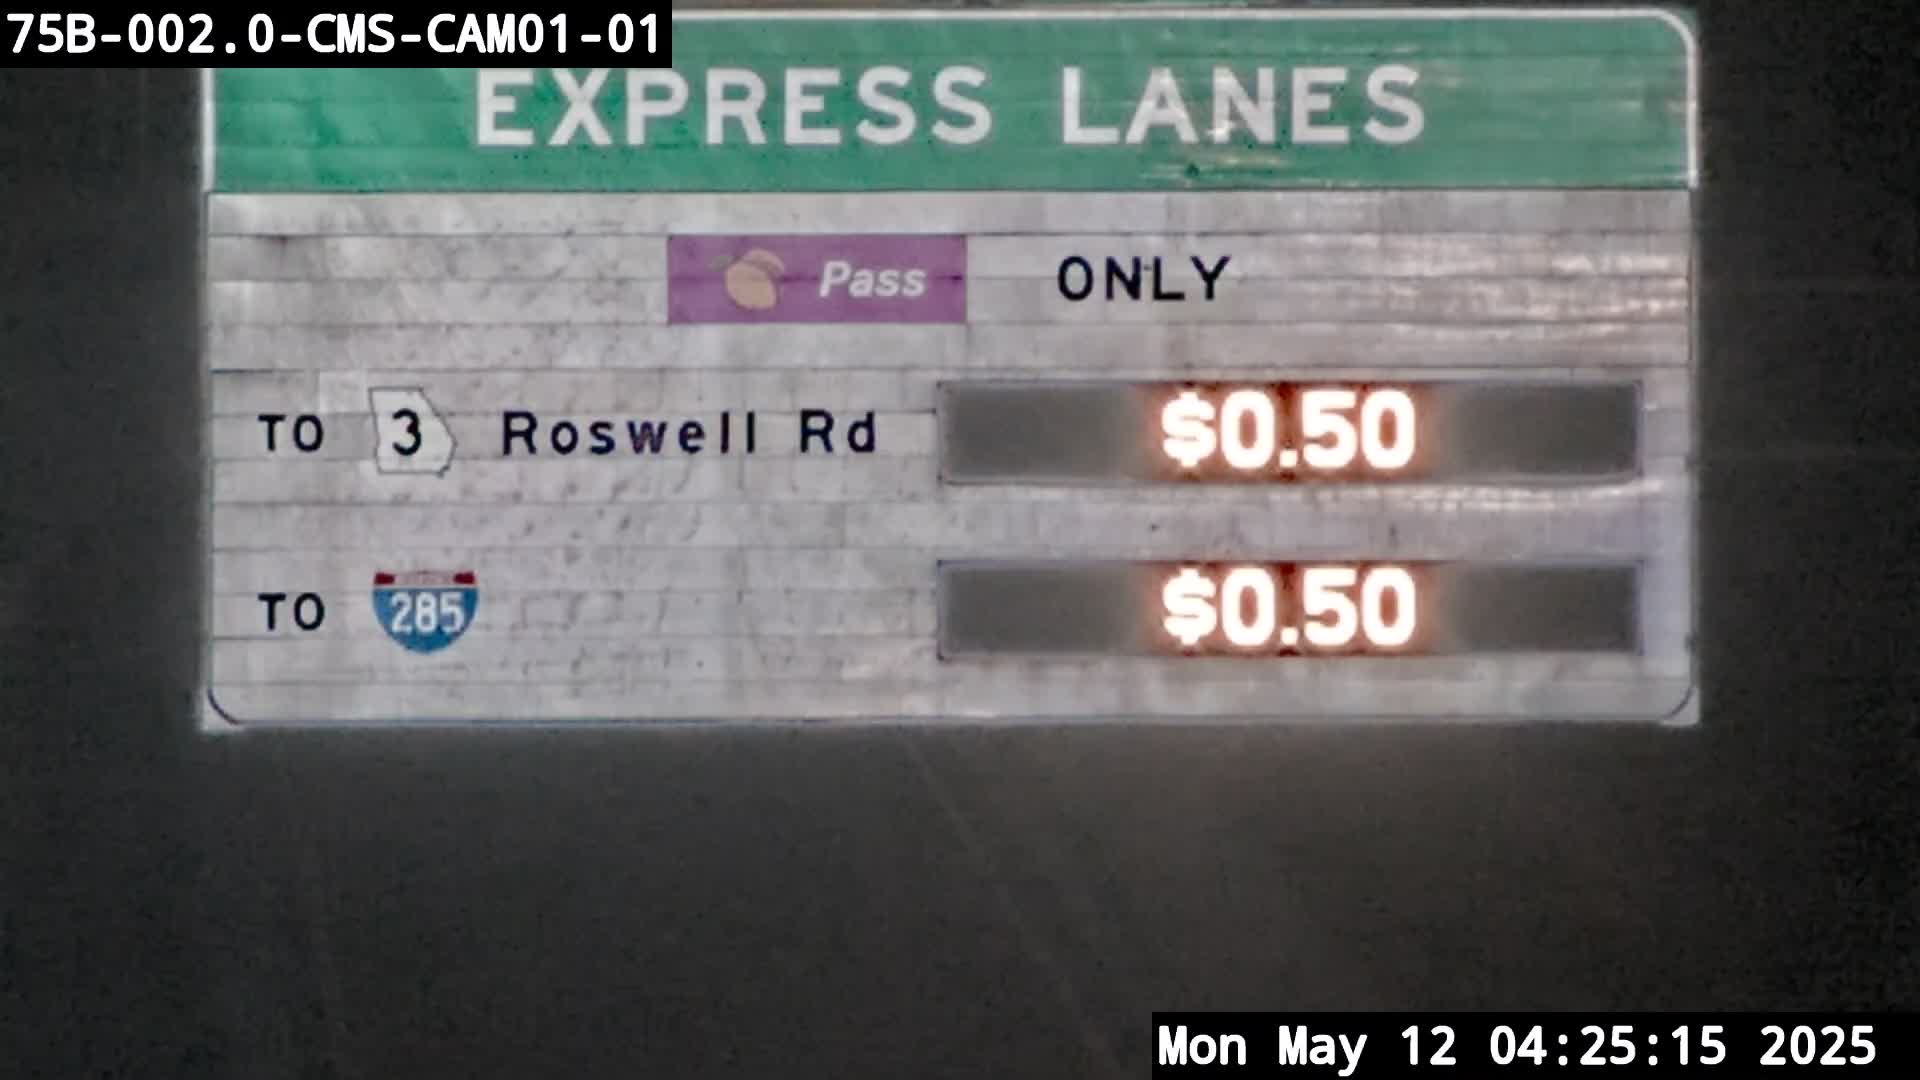 75B-002.0-CMS-CAM01-01
EXPRESS LANES
Pass ONLY
TO 3 Roswell Rd $0.50
TO 285 $0.50
Mon May 12 04:25:15 2025